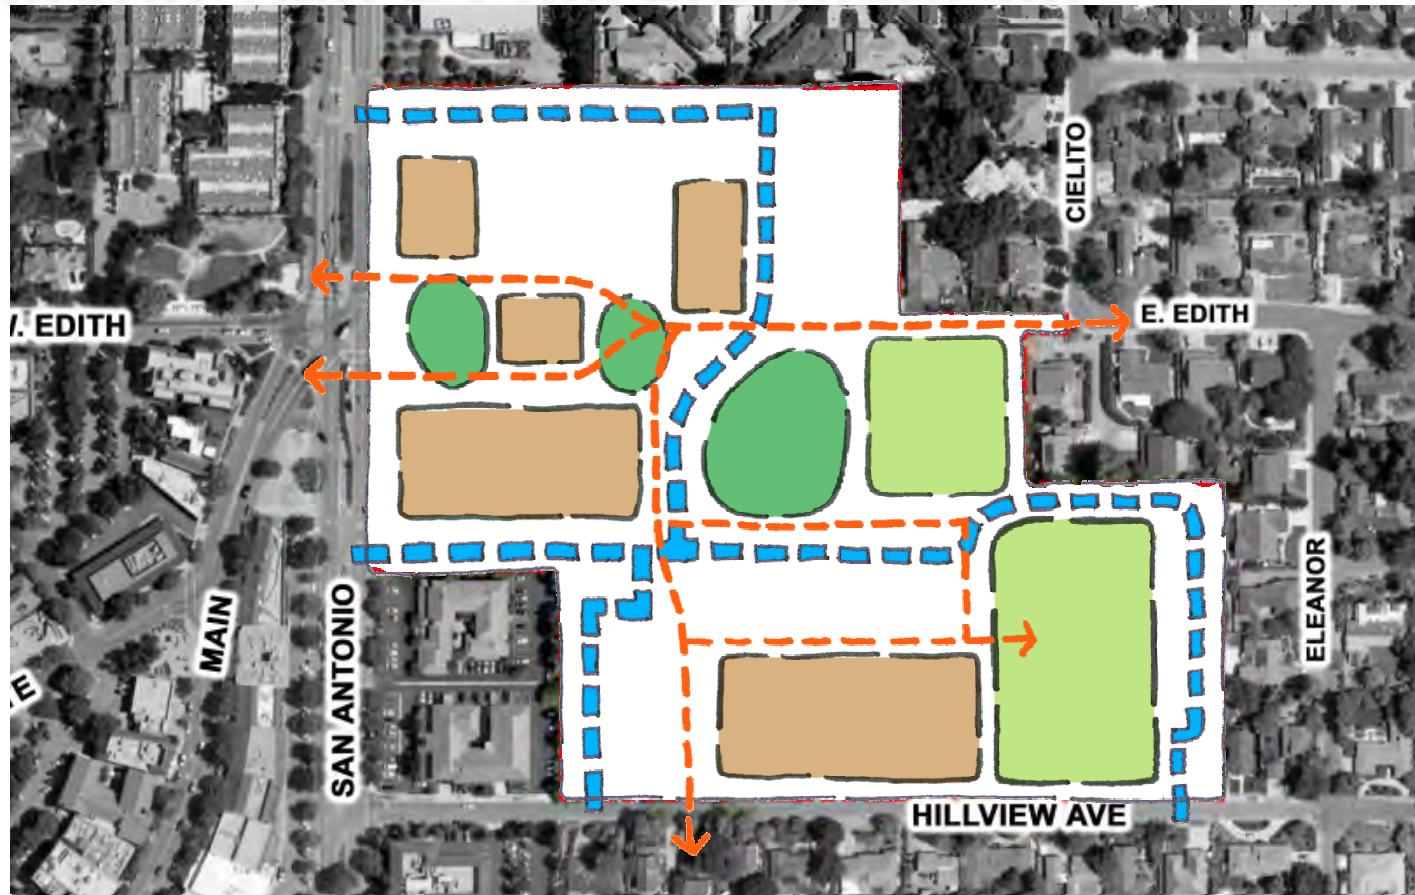 CIELITO
W. EDITH
E. EDITH
ELEANOR
MAIN
SAN ANTONIO
HILLVIEW AVE